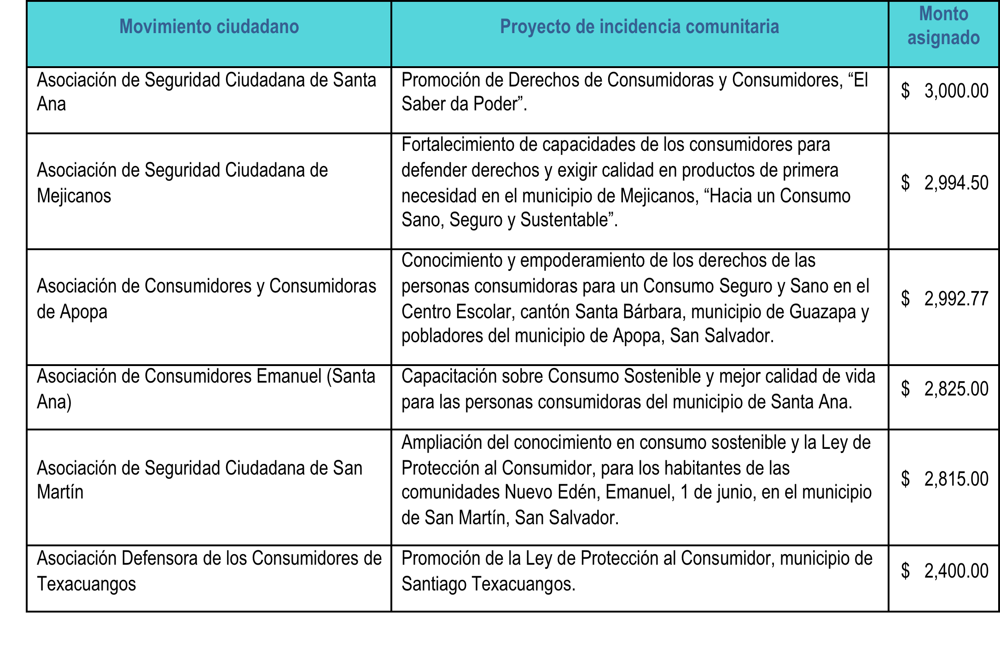 Movimiento ciudadano
Proyecto de incidencia comunitaria
Monto
asignado
Asociación de Seguridad Ciudadana de Santa
Ana
Promoción de Derechos de Consumidoras y Consumidores, “El
Saber da Poder”.
$ 3,000.00
Asociación de Seguridad Ciudadana de
Mejicanos
Fortalecimiento de capacidades de los consumidores para
defender derechos y exigir calidad en productos de primera
necesidad en el municipio de Mejicanos, “Hacia un Consumo
Sano, Seguro y Sustentable”.
$ 2,994.50
Asociación de Consumidores y Consumidoras
de Apopa
Conocimiento y empoderamiento de los derechos de las
personas consumidoras para un Consumo Seguro y Sano en el
Centro Escolar, cantón Santa Bárbara, municipio de Guazapa y
pobladores del municipio de Apopa, San Salvador.
$ 2,992.77
Asociación de Consumidores Emanuel (Santa
Ana)
Capacitación sobre Consumo Sostenible y mejor calidad de vida
para las personas consumidoras del municipio de Santa Ana.
$ 2,825.00
Asociación de Seguridad Ciudadana de San
Martín
Ampliación del conocimiento en consumo sostenible y la Ley de
Protección al Consumidor, para los habitantes de las
comunidades Nuevo Edén, Emanuel, 1 de junio, en el municipio
de San Martín, San Salvador.
$ 2,815.00
Asociación Defensora de los Consumidores de
Texacuangos
Promoción de la Ley de Protección al Consumidor, municipio de
Santiago Texacuangos.
$ 2,400.00